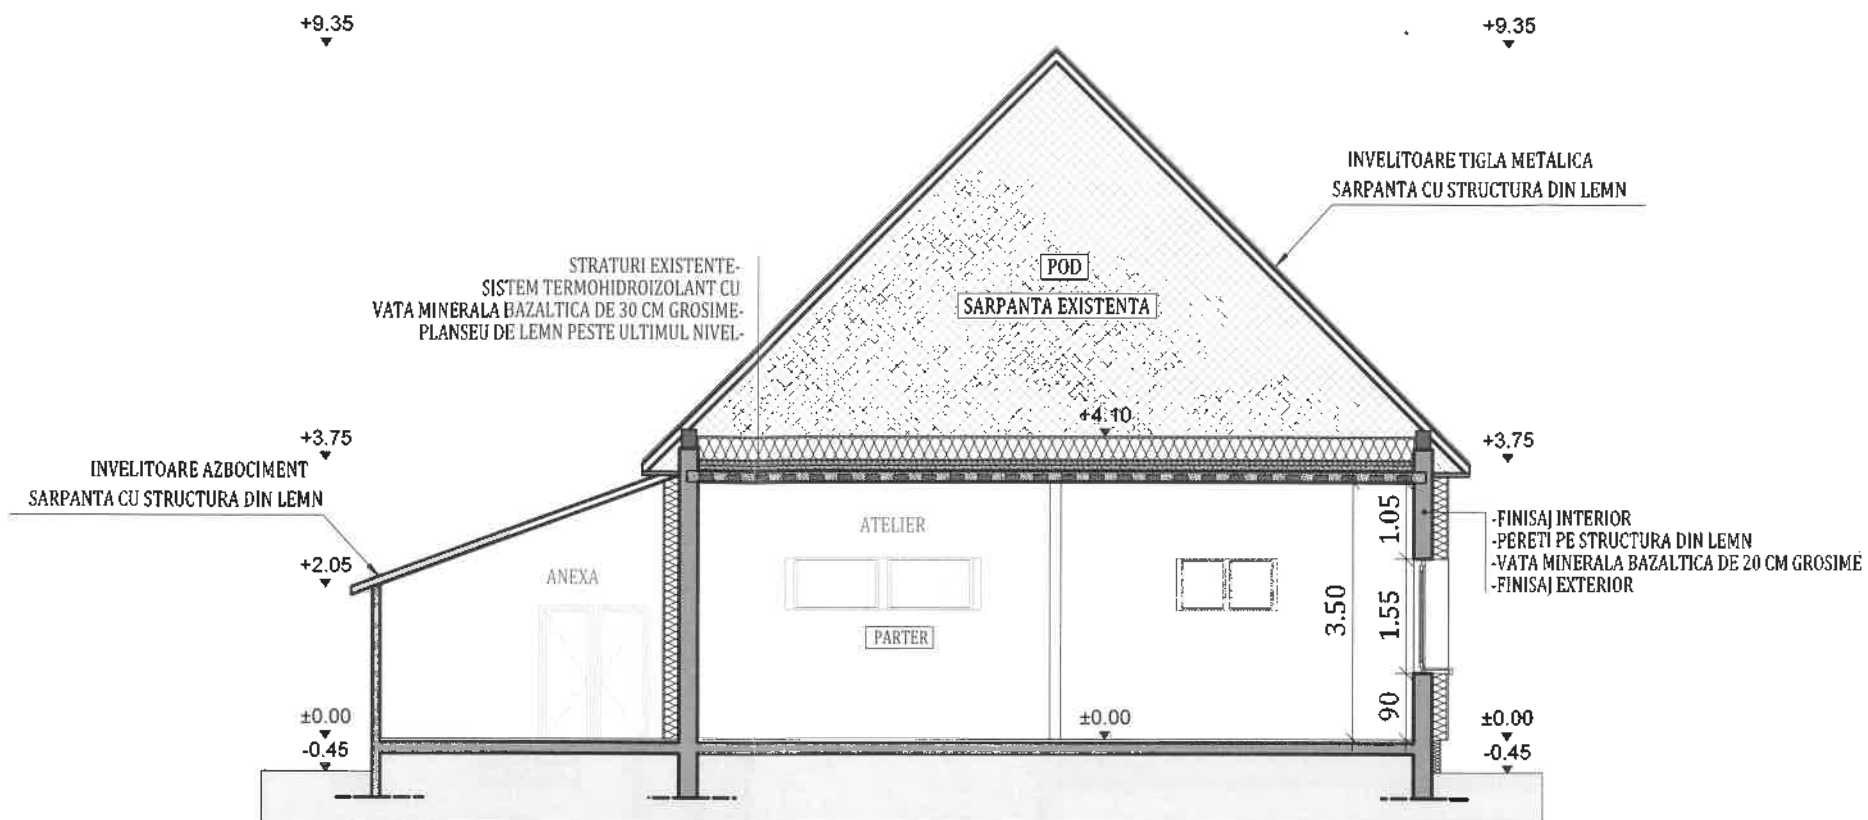 +9.35
+9.35
INVELITOARE TIGLA METALICA
SARPANTA CU STRUCTURA DIN LEMN
STRATURI EXISTENTE-
SISTEM TERMOHIDROIZOLANT CU
VATA MINERALA BAZALTICA DE 30 CM GROSIME-
PLANSEU DE LEMN PESTE ULTIMUL NIVEL-
POD
SARPANTA EXISTENTA
+4.10
+3.75
+3.75
INVELITOARE AZBOCIMENT
SARPANTA CU STRUCTURA DIN LEMN
ATELIER
1.05
-FINISAJ INTERIOR
-PERETI PE STRUCTURA DIN LEMN
-VATA MINERALA BAZALTICA DE 20 CM GROSIME
-FINISAJ EXTERIOR
+2.05
ANEXA
3.50
1.55
PARTER
90
±0.00
±0.00
±0.00
-0.45
-0.45